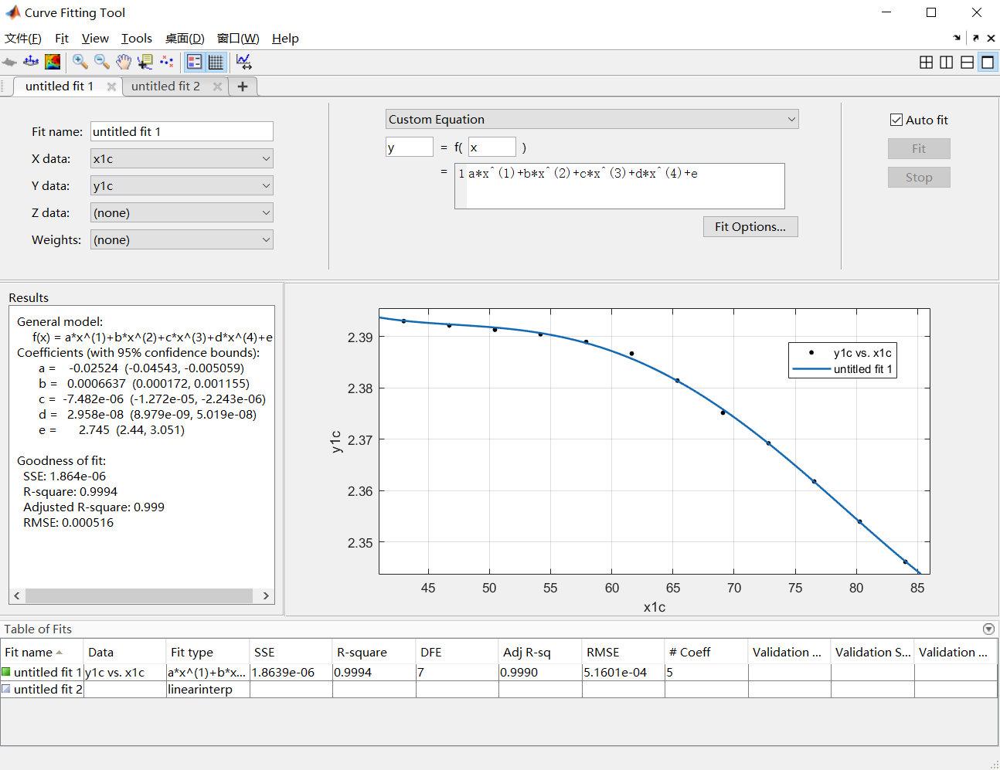 Curve Fitting Tool
文件(F) Fit View Tools 桌面(D) 窗口(W) Help
untitled fit 1 untitled fit 2
Fit name: untitled fit 1
X data: x1c
Y data: y1c
Z data: (none)
Weights: (none)
Custom Equation
y = f( x )
= 1 a*x^(1)+b*x^(2)+c*x^(3)+d*x^(4)+e
Fit Options...
Auto fit
Fit
Stop
Results
General model:
f(x) = a*x^(1)+b*x^(2)+c*x^(3)+d*x^(4)+e
Coefficients (with 95% confidence bounds):
a = -0.02524 (-0.04543, -0.005059)
b = 0.0006637 (0.000172, 0.001155)
c = -7.482e-06 (-1.272e-05, -2.243e-06)
d = 2.958e-08 (8.979e-09, 5.019e-08)
e = 2.745 (2.44, 3.051)
Goodness of fit:
SSE: 1.864e-06
R-square: 0.9994
Adjusted R-square: 0.999
RMSE: 0.000516
y1c
2.39
2.38
2.37
2.36
2.35
y1c vs. x1c
untitled fit 1
45 50 55 60 65 70 75 80 85
x1c
Table of Fits
Fit name Data Fit type SSE R-square DFE Adj R-sq RMSE # Coeff Validation ... Validation S... Validation ...
untitled fit 1 y1c vs. x1c a*x^(1)+b*x... 1.8639e-06 0.9994 7 0.9990 5.1601e-04 5
untitled fit 2 linearinterp